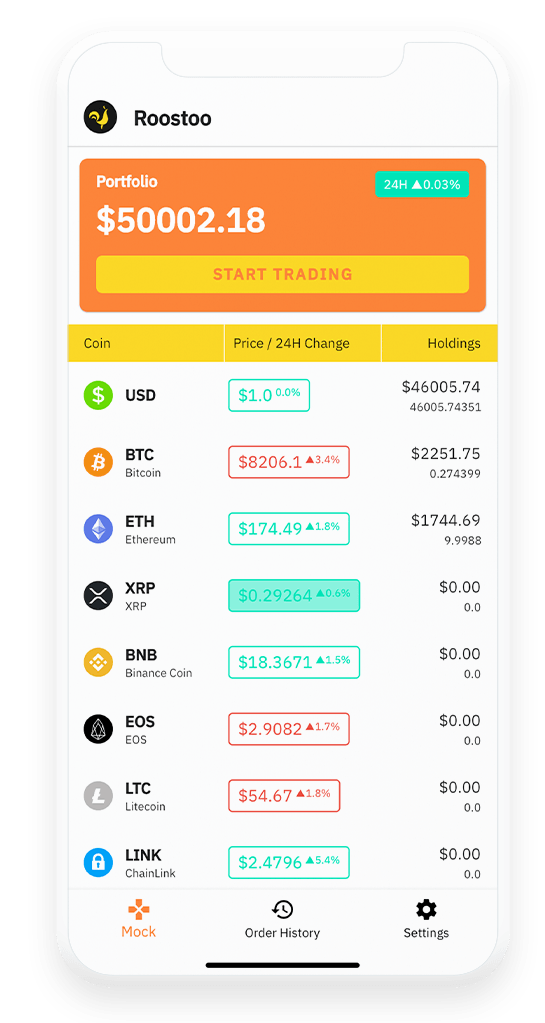 Roostoo
Portfolio
24H ▲0.03%
$50002.18
START TRADING
Coin Price / 24H Change Holdings
USD $1.0 0.0% $46005.74
46005.74351
BTC $8206.1 ▲3.4% $2251.75
Bitcoin 0.274399
ETH $174.49 ▲1.8% $1744.69
Ethereum 9.9988
XRP $0.29264 ▲0.6% $0.00
XRP 0.0
BNB $18.3671 ▲1.5% $0.00
Binance Coin 0.0
EOS $2.9082 ▲1.7% $0.00
EOS 0.0
LTC $54.67 ▲1.8% $0.00
Litecoin 0.0
LINK $2.4796 ▲5.4% $0.00
ChainLink 0.0
Mock Order History Settings